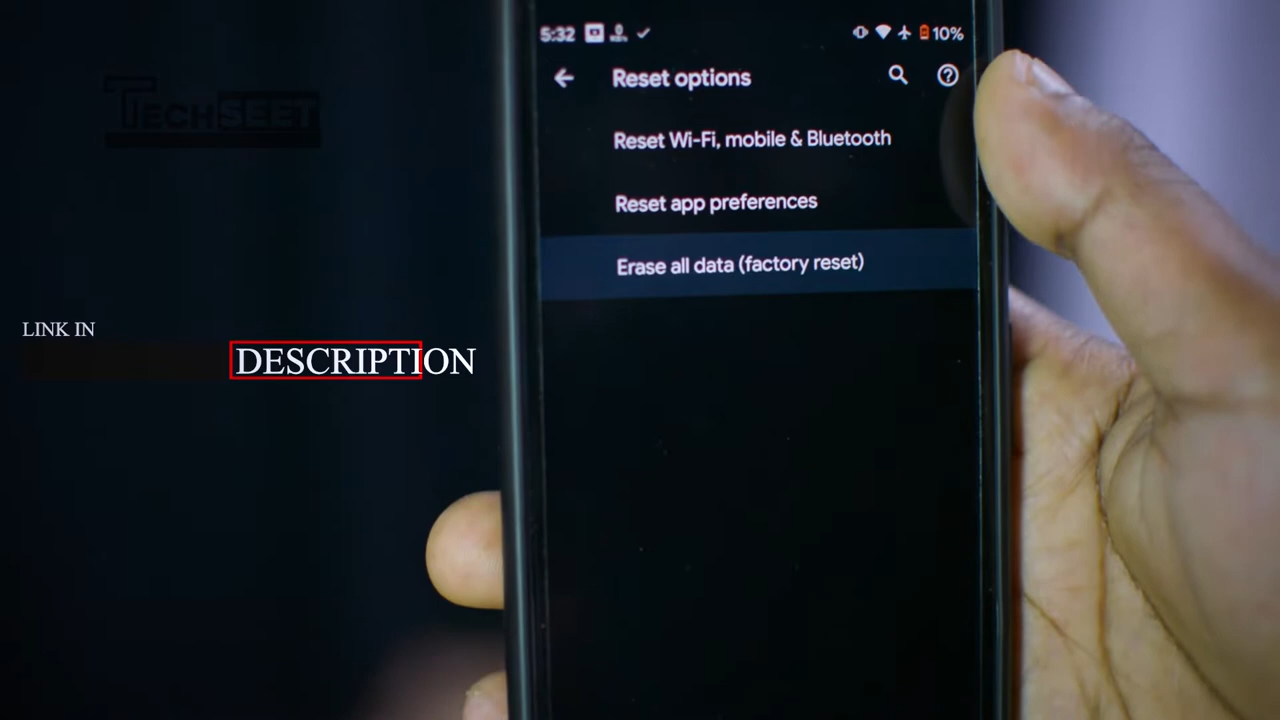 5:32 10%
Reset options
Reset Wi-Fi, mobile & Bluetooth
Reset app preferences
Erase all data (factory reset)
TECHSEET
LINK IN
DESCRIPTION